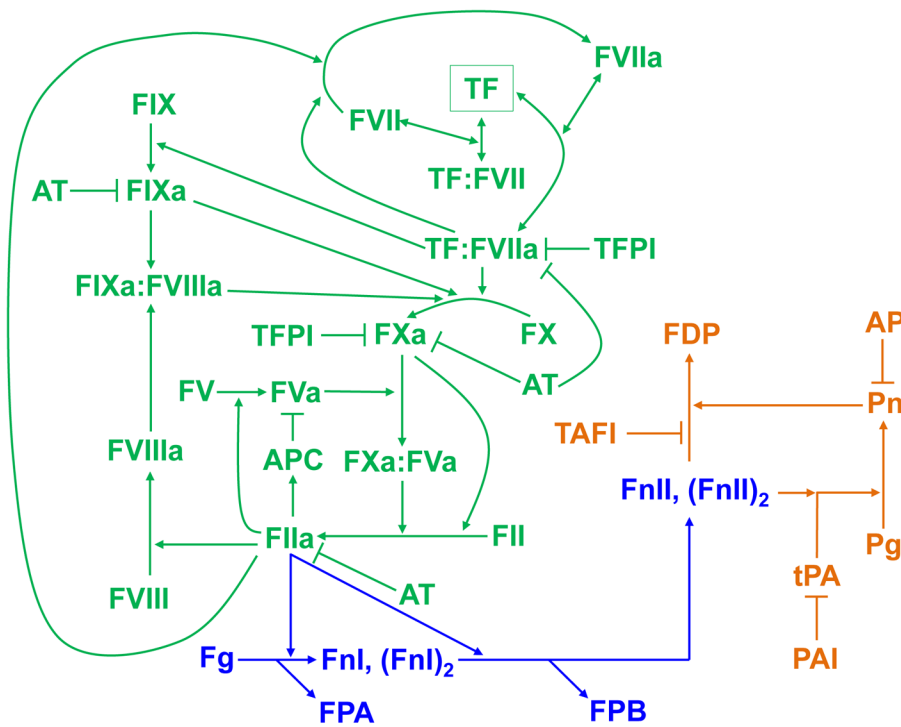 FVIIa
TF
FIX
FVII
TF:FVII
AT
FIXa
TF:FVIIa
TFPI
FIXa:FVIIIa
TFPI
FXa
FX
FDP
AP
FV
FVa
AT
Pn
TAFI
FVIIIa
APC
FXa:FVa
FnII, (FnII)2
FIIa
FII
Pg
tPA
FVIII
AT
Fg
FnI, (FnI)2
PAI
FPA
FPB